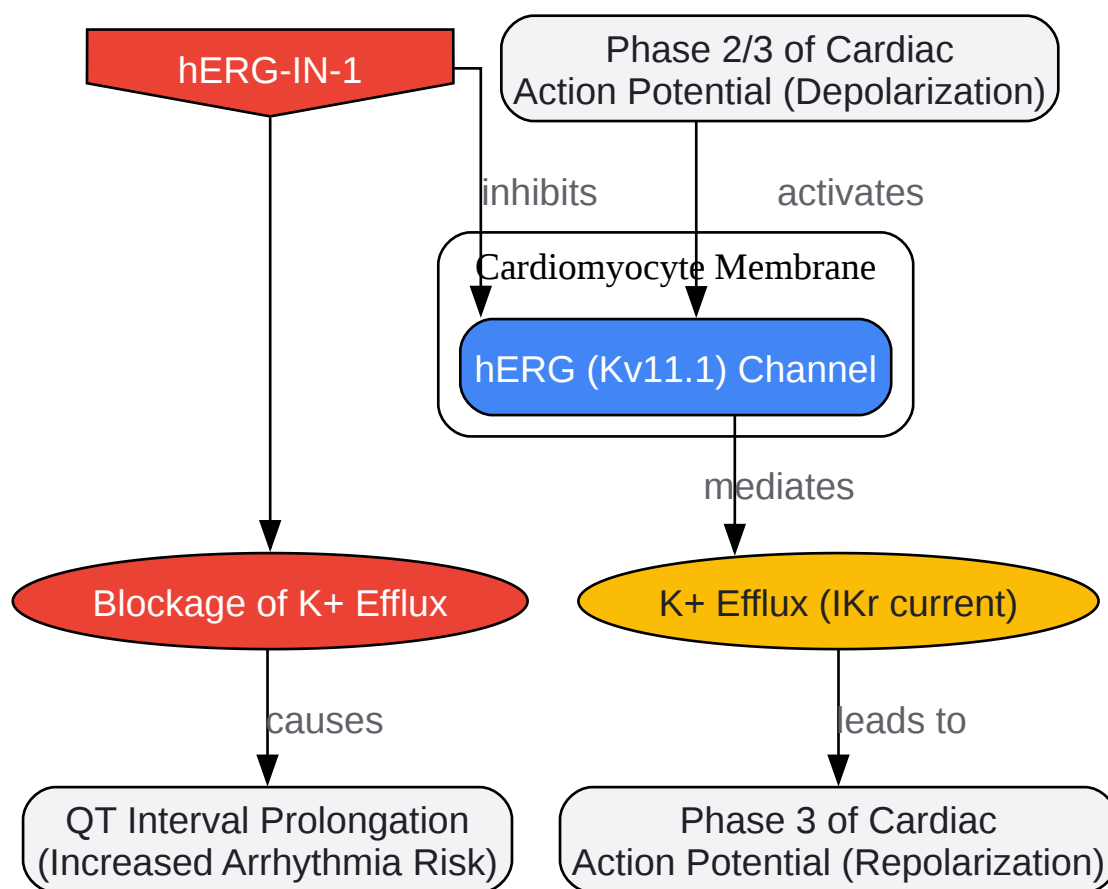 hERG-IN-1
Phase 2/3 of Cardiac
Action Potential (Depolarization)
inhibits
activates
Cardiomyocyte Membrane
hERG (Kv11.1) Channel
mediates
Blockage of K+ Efflux
K+ Efflux (IKr current)
causes
leads to
QT Interval Prolongation
(Increased Arrhythmia Risk)
Phase 3 of Cardiac
Action Potential (Repolarization)